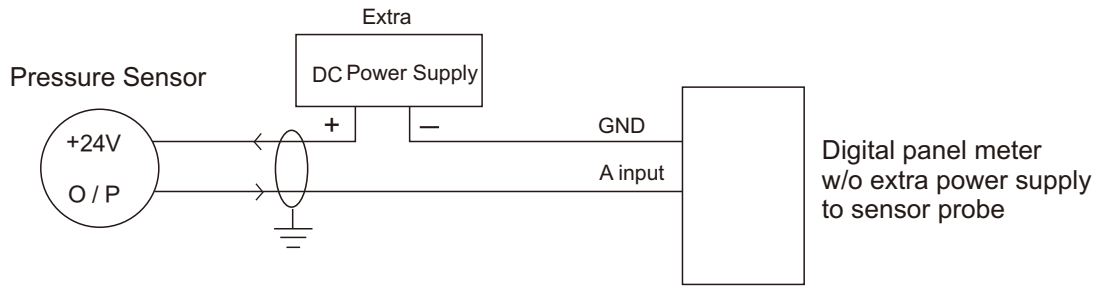 Extra
DC Power Supply
Pressure Sensor
+ –
+24V
GND
O / P
A input
Digital panel meter
w/o extra power supply
to sensor probe